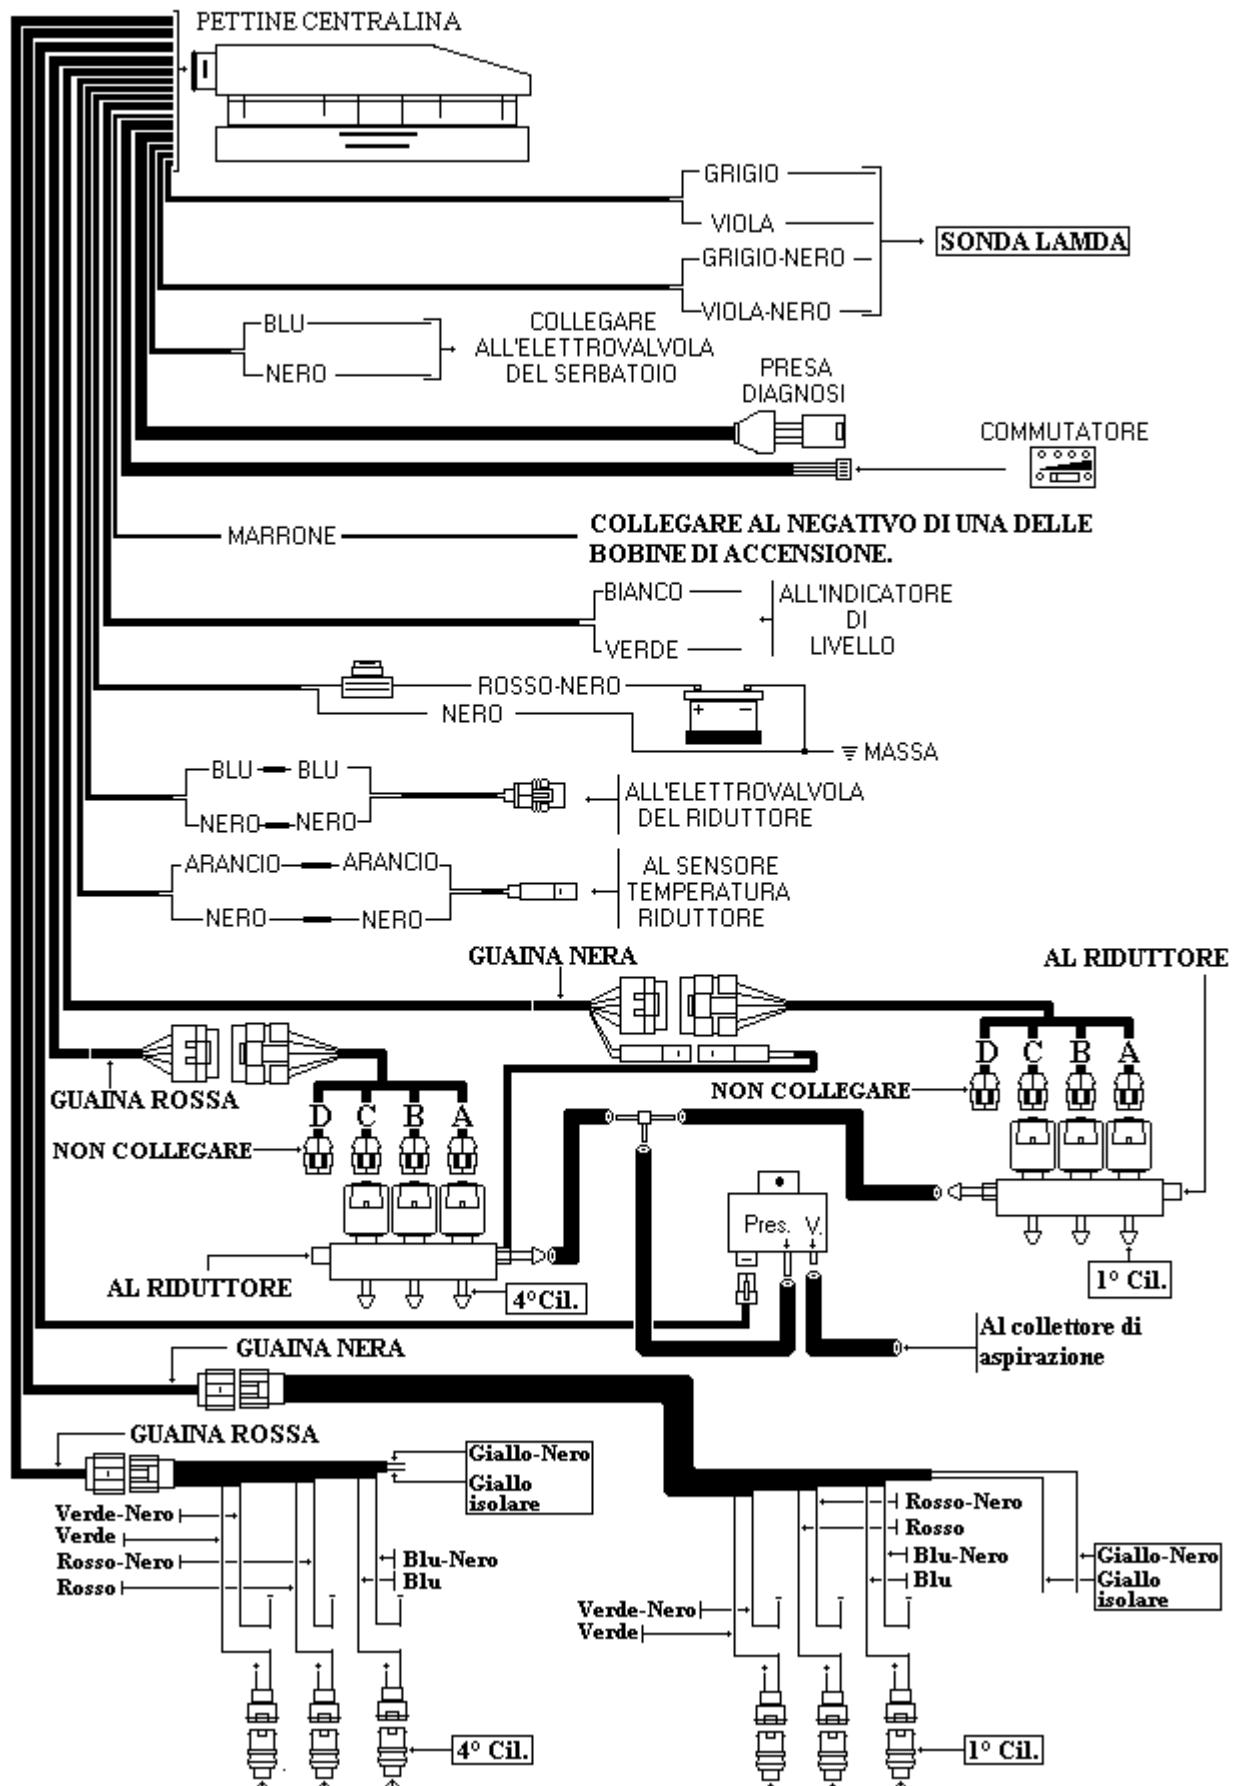 PETTINE CENTRALINA
GRIGIO
VIOLA
GRIGIO-NERO
VIOLA-NERO
SONDA LAMDA
BLU
NERO
COLLEGARE
ALL'ELETTROVALVOLA
DEL SERBATOIO
PRESA
DIAGNOSI
COMMUTATORE
MARRONE
COLLEGARE AL NEGATIVO DI UNA DELLE
BOBINE DI ACCENSIONE.
BIANCO
VERDE
ALL'INDICATORE
DI
LIVELLO
ROSSO-NERO
NERO
+ −
MASSA
BLU BLU
NERO NERO
ALL'ELETTROVALVOLA
DEL RIDUTTORE
ARANCIO ARANCIO
NERO NERO
AL SENSORE
TEMPERATURA
RIDUTTORE
GUAINA NERA
AL RIDUTTORE
D C B A
NON COLLEGARE
GUAINA ROSSA
D C B A
NON COLLEGARE
Pres. V.
AL RIDUTTORE
4°Cil.
1° Cil.
Al collettore di
aspirazione
GUAINA NERA
GUAINA ROSSA
Giallo-Nero
Giallo
isolare
Verde-Nero
Verde
Rosso-Nero
Rosso
Blu-Nero
Blu
Rosso-Nero
Rosso
Blu-Nero
Blu
Giallo-Nero
Giallo
isolare
Verde-Nero
Verde
− − −
− − −
+ + +
+ + +
4° Cil.
1° Cil.